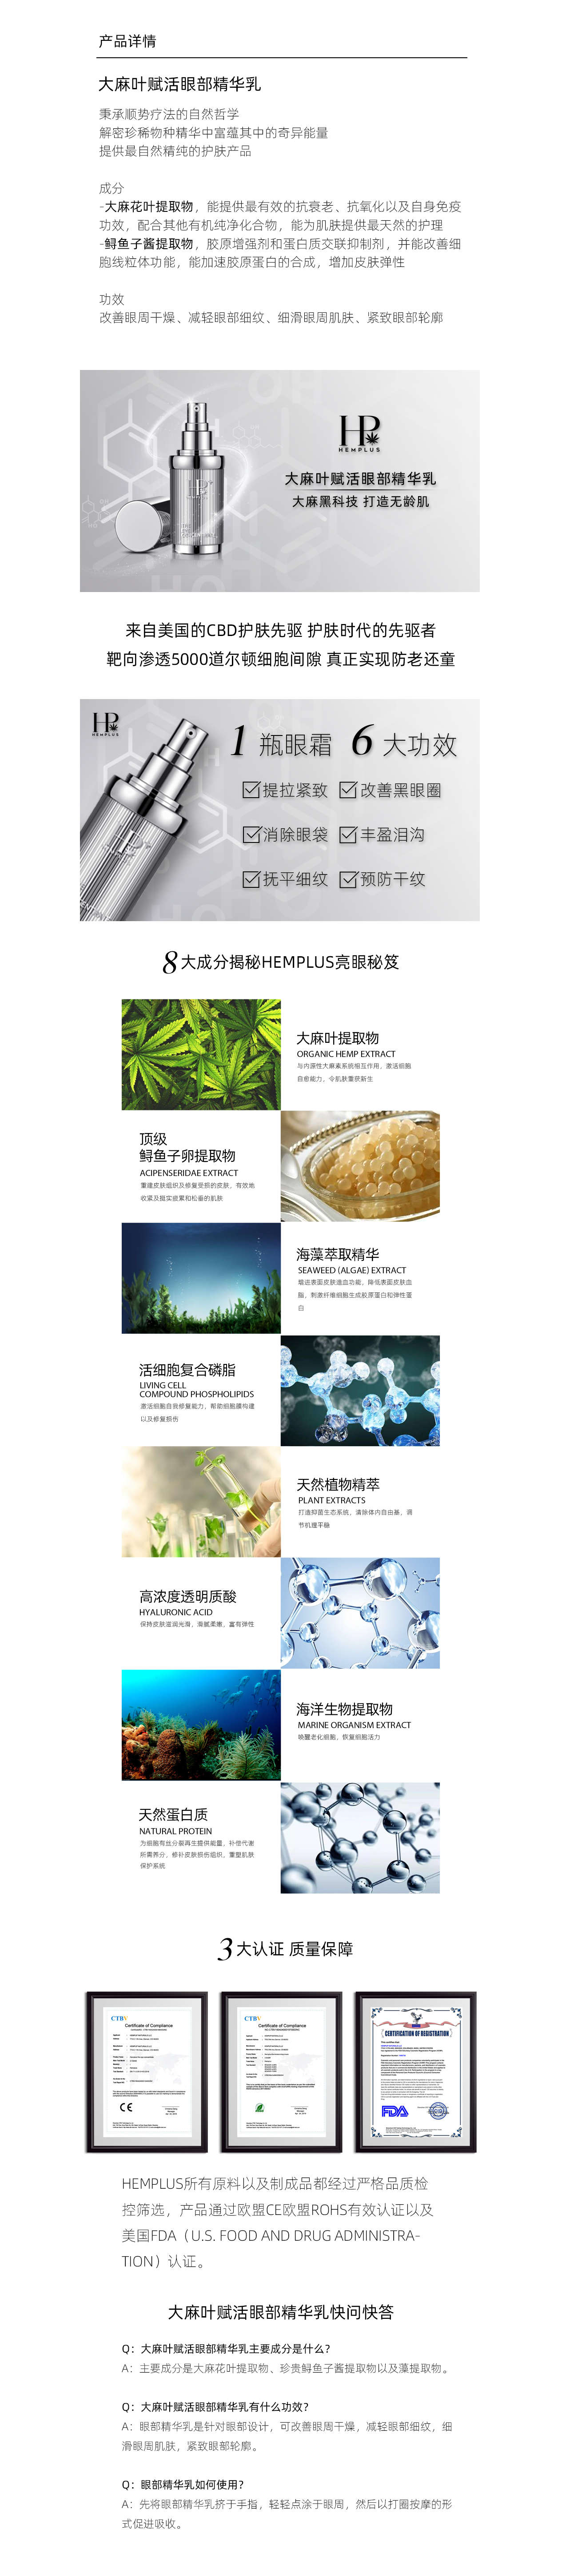 产品详情
大麻叶赋活眼部精华乳
秉承顺势疗法的自然哲学
解密珍稀物种精华中富蕴其中的奇异能量
提供最自然精纯的护肤产品
成分
-大麻花叶提取物，能提供最有效的抗衰老、抗氧化以及自身免疫
功效，配合其他有机纯净化合物，能为肌肤提供最天然的护理
-鲟鱼子酱提取物，胶原增强剂和蛋白质交联抑制剂，并能改善细
胞线粒体功能，能加速胶原蛋白的合成，增加皮肤弹性
功效
改善眼周干燥、减轻眼部细纹、细滑眼周肌肤、紧致眼部轮廓
HP
HEMPLUS
大麻叶赋活眼部精华乳
大麻黑科技 打造无龄肌
来自美国的CBD护肤先驱 护肤时代的先驱者
靶向渗透5000道尔顿细胞间隙 真正实现防老还童
HP
HEMPLUS
1 瓶眼霜 6 大功效
提拉紧致 改善黑眼圈
消除眼袋 丰盈泪沟
抚平细纹 预防干纹
8大成分揭秘HEMPLUS亮眼秘笈
大麻叶提取物
ORGANIC HEMP EXTRACT
与内源性大麻素系统相互作用，激活细胞
自愈能力，令肌肤重获新生
顶级
鲟鱼子卵提取物
ACIPENSERIDAE EXTRACT
重建皮肤组织及修复受损的皮肤，有效地
收紧及提实疲累和松垂的肌肤
海藻萃取精华
SEAWEED (ALGAE) EXTRACT
增进表面皮肤造血功能，降低表面皮肤血
脂，刺激纤维细胞生成胶原蛋白和弹性蛋
白
活细胞复合磷脂
LIVING CELL
COMPOUND PHOSPHOLIPIDS
激活细胞自我修复能力，帮助细胞膜构建
以及修复损伤
天然植物精萃
PLANT EXTRACTS
打造抑菌生态系统，清除体内自由基，调
节机理平衡
高浓度透明质酸
HYALURONIC ACID
保持皮肤滋润光滑，滑腻柔嫩，富有弹性
海洋生物提取物
MARINE ORGANISM EXTRACT
唤醒老化细胞，恢复细胞活力
天然蛋白质
NATURAL PROTEIN
为细胞有丝分裂再生提供能量，补偿代谢
所需养分，修补皮肤损伤组织，重塑肌肤
保护系统
3大认证 质量保障
CTBV
Certificate of Compliance
CE
CTBV
Certificate of Compliance
CERTIFICATION OF REGISTRATION
FDA
HEMPLUS所有原料以及制成品都经过严格品质检
控筛选，产品通过欧盟CE欧盟ROHS有效认证以及
美国FDA（U.S. FOOD AND DRUG ADMINISTRA-
TION）认证。
大麻叶赋活眼部精华乳快问快答
Q：大麻叶赋活眼部精华乳主要成分是什么？
A：主要成分是大麻花叶提取物、珍贵鲟鱼子酱提取物以及藻提取物。
Q：大麻叶赋活眼部精华乳有什么功效？
A：眼部精华乳是针对眼部设计，可改善眼周干燥，减轻眼部细纹，细
滑眼周肌肤，紧致眼部轮廓。
Q：眼部精华乳如何使用？
A：先将眼部精华乳挤于手指，轻轻点涂于眼周，然后以打圈按摩的形
式促进吸收。